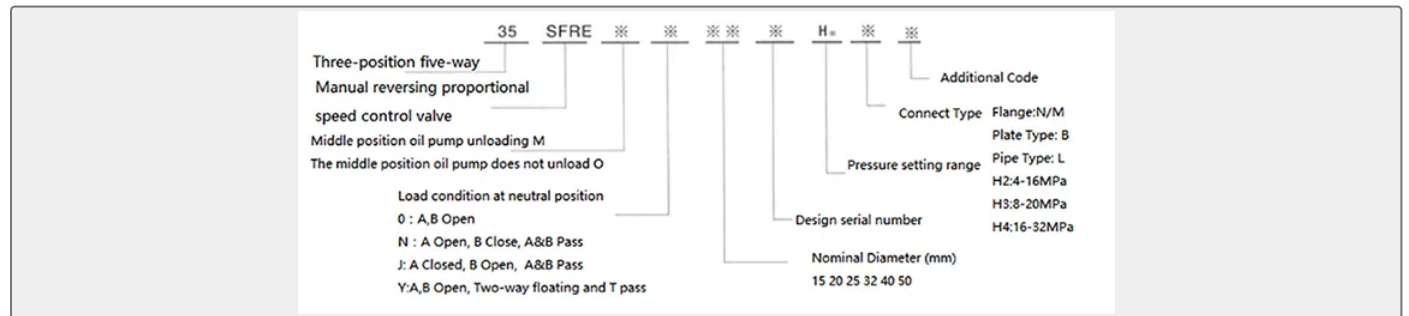 35 SFRE ※ ※ ※※ ※ H※ ※ ※
Three-position five-way
Manual reversing proportional
speed control valve
Middle position oil pump unloading M
The middle position oil pump does not unload O
Load condition at neutral position
0 : A,B Open
N : A Open, B Close, A&B Pass
J: A Closed, B Open, A&B Pass
Y:A,B Open, Two-way floating and T pass
Additional Code
Connect Type Flange:N/M
Plate Type: B
Pipe Type: L
Pressure setting range
H2:4-16MPa
H3:8-20MPa
H4:16-32MPa
Design serial number
Nominal Diameter (mm)
15 20 25 32 40 50